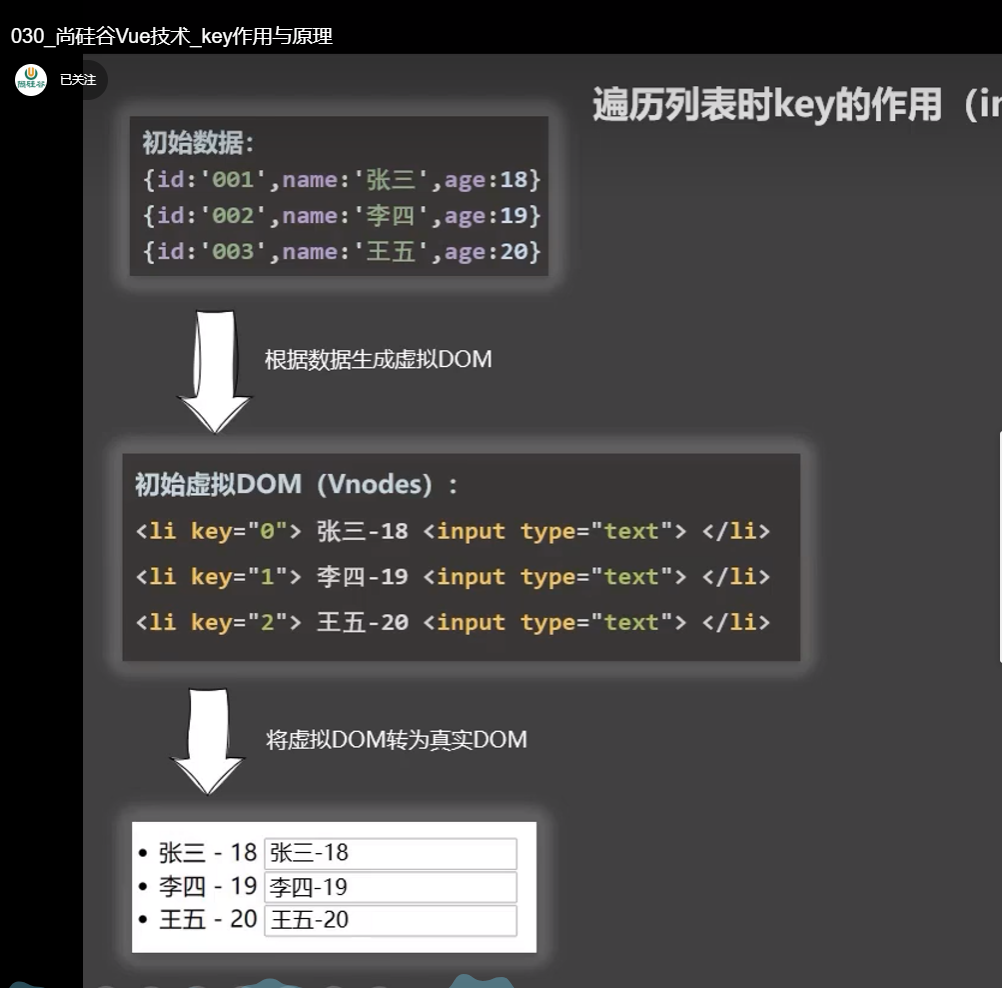 030_尚硅谷Vue技术_key作用与原理
尚硅谷
已关注
遍历列表时key的作用（in
初始数据：
{id:'001',name:'张三',age:18}
{id:'002',name:'李四',age:19}
{id:'003',name:'王五',age:20}
根据数据生成虚拟DOM
初始虚拟DOM（Vnodes）：
<li key="0"> 张三-18 <input type="text"> </li>
<li key="1"> 李四-19 <input type="text"> </li>
<li key="2"> 王五-20 <input type="text"> </li>
将虚拟DOM转为真实DOM
• 张三 - 18 张三-18
• 李四 - 19 李四-19
• 王五 - 20 王五-20